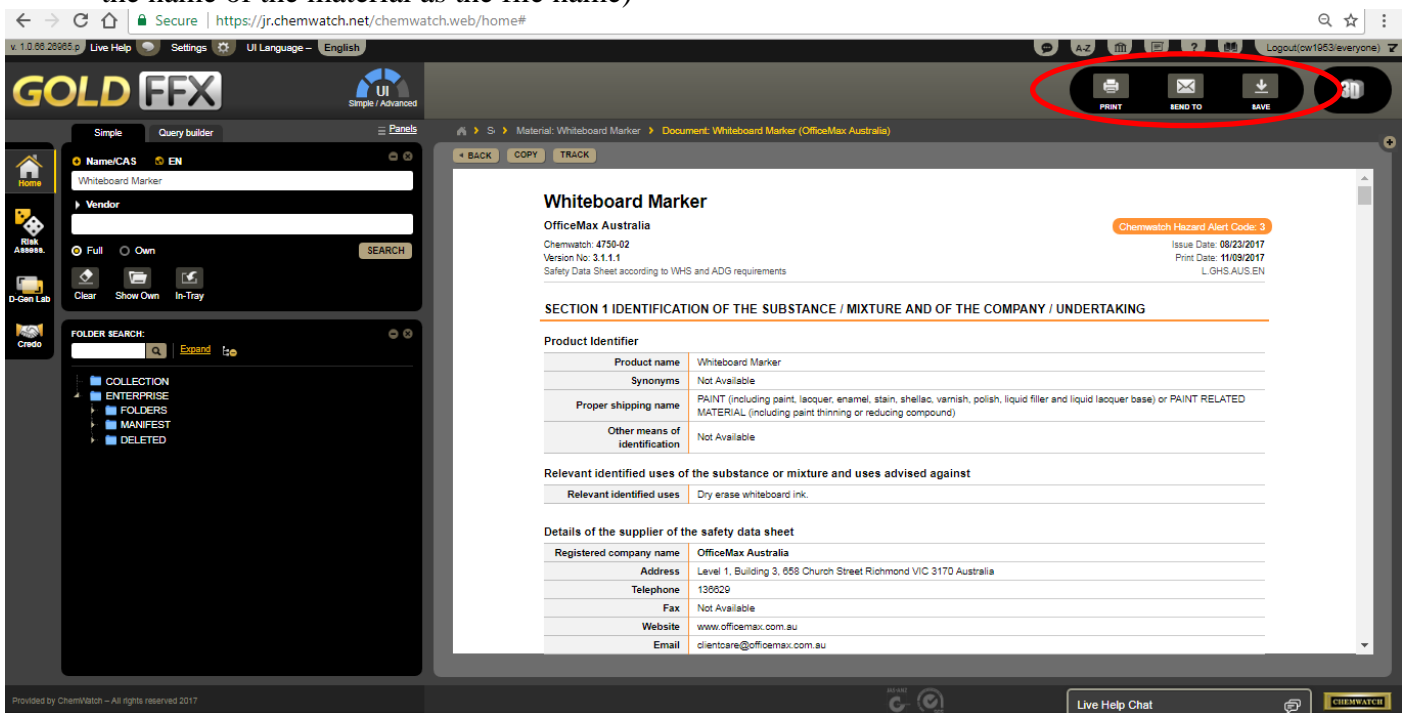 the name of the material as the file name)
Secure | https://jr.chemwatch.net/chemwatch.web/home#
v. 1.0.66.26965.p Live Help Settings UI Language – English
A-Z ? Logout(cw1953/everyone)
GOLD FFX
UI
Simple / Advanced
PRINT SEND TO SAVE
3D
Simple Query builder Panels
S Material: Whiteboard Marker Document: Whiteboard Marker (OfficeMax Australia)
BACK COPY TRACK
Home
Risk Assess.
D-Gen Lab
Credo
Name/CAS EN
Whiteboard Marker
Vendor
Full Own SEARCH
Clear Show Own In-Tray
FOLDER SEARCH:
Expand
COLLECTION
ENTERPRISE
FOLDERS
MANIFEST
DELETED
Whiteboard Marker
OfficeMax Australia
Chemwatch Hazard Alert Code: 3
Chemwatch: 4750-02
Issue Date: 08/23/2017
Version No: 3.1.1.1
Print Date: 11/09/2017
Safety Data Sheet according to WHS and ADG requirements
L.GHS.AUS.EN
SECTION 1 IDENTIFICATION OF THE SUBSTANCE / MIXTURE AND OF THE COMPANY / UNDERTAKING
Product Identifier
Product name Whiteboard Marker
Synonyms Not Available
Proper shipping name PAINT (including paint, lacquer, enamel, stain, shellac, varnish, polish, liquid filler and liquid lacquer base) or PAINT RELATED
MATERIAL (including paint thinning or reducing compound)
Other means of
identification Not Available
Relevant identified uses of the substance or mixture and uses advised against
Relevant identified uses Dry erase whiteboard ink.
Details of the supplier of the safety data sheet
Registered company name OfficeMax Australia
Address Level 1, Building 3, 658 Church Street Richmond VIC 3170 Australia
Telephone 136629
Fax Not Available
Website www.officemax.com.au
Email clientcare@officemax.com.au
Provided by ChemWatch – All rights reserved 2017
Live Help Chat
CHEMWATCH